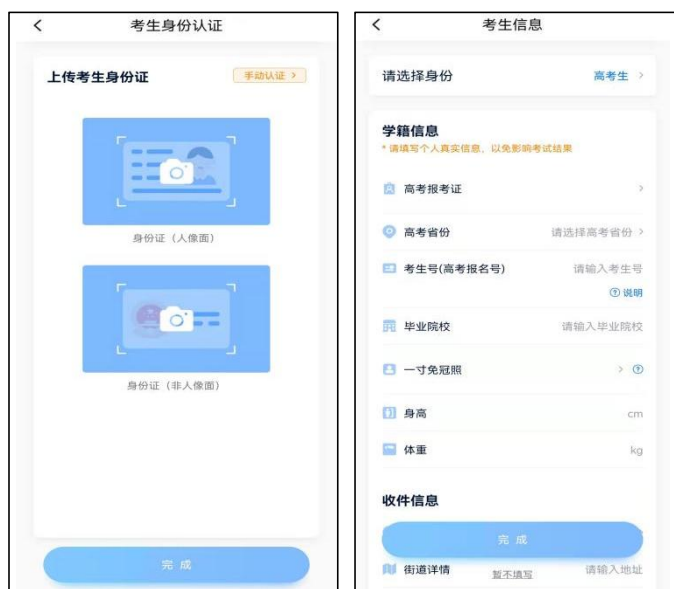 考生身份认证
上传考生身份证
手动认证 >
身份证（人像面）
身份证（非人像面）
完成
考生信息
请选择身份
高考生 >
学籍信息
* 请填写个人真实信息，以免影响考试结果
高考报考证 >
高考省份
请选择高考省份 >
考生号(高考报名号)
请输入考生号
? 说明
毕业院校
请输入毕业院校
一寸免冠照 > ?
身高
cm
体重
kg
收件信息
完成
街道详情
暂不填写
请输入地址